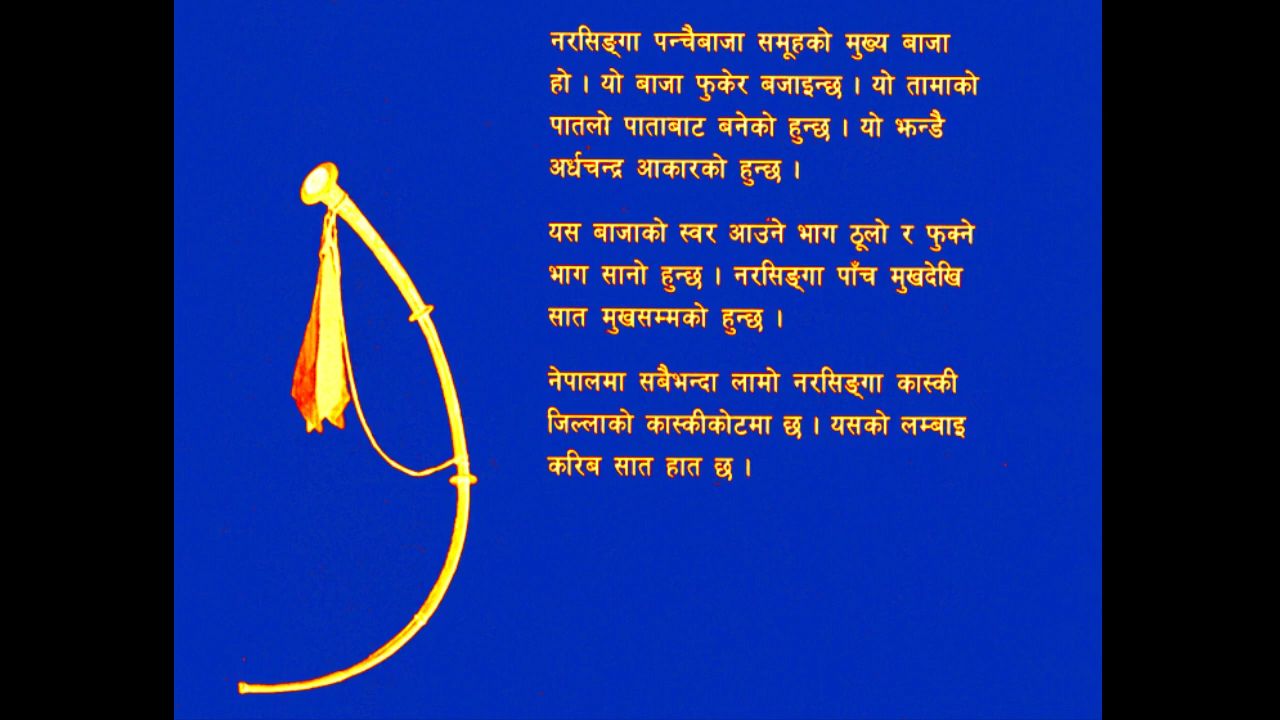 नरसिङ्गा पन्चैबाजा समूहको मुख्य बाजा
हो । यो बाजा फुकेर बजाइन्छ । यो तामाको
पातलो पाताबाट बनेको हुन्छ । यो झन्डै
अर्धचन्द्र आकारको हुन्छ ।
यस बाजाको स्वर आउने भाग ठूलो र फुक्ने
भाग सानो हुन्छ । नरसिङ्गा पाँच मुखदेखि
सात मुखसम्मको हुन्छ ।
नेपालमा सबैभन्दा लामो नरसिङ्गा कास्की
जिल्लाको कास्कीकोटमा छ । यसको लम्बाइ
करिब सात हात छ ।